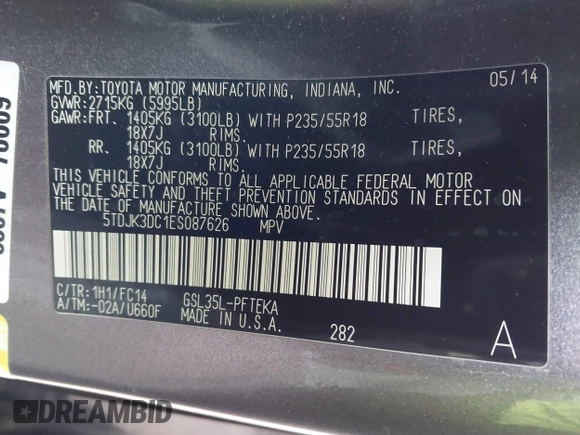 MFD.BY:TOYOTA MOTOR MANUFACTURING, INDIANA, INC. 05/14
GVWR:2715KG (5995LB)
GAWR:FRT. 1405KG (3100LB) WITH P235/55R18 TIRES,
18X7J RIMS.
RR. 1405KG (3100LB) WITH P235/55R18 TIRES,
18X7J RIMS.
THIS VEHICLE CONFORMS TO ALL APPLICABLE FEDERAL MOTOR
VEHICLE SAFETY AND THEFT PREVENTION STANDARDS IN EFFECT ON
THE DATE OF MANUFACTURE SHOWN ABOVE.
5TDJK3DC1ES087626 MPV
C/TR:1H1/FC14 GSL35L-PFTEKA
A/TM:-02A/U660F MADE IN U.S.A. 282 A
DREAMBID